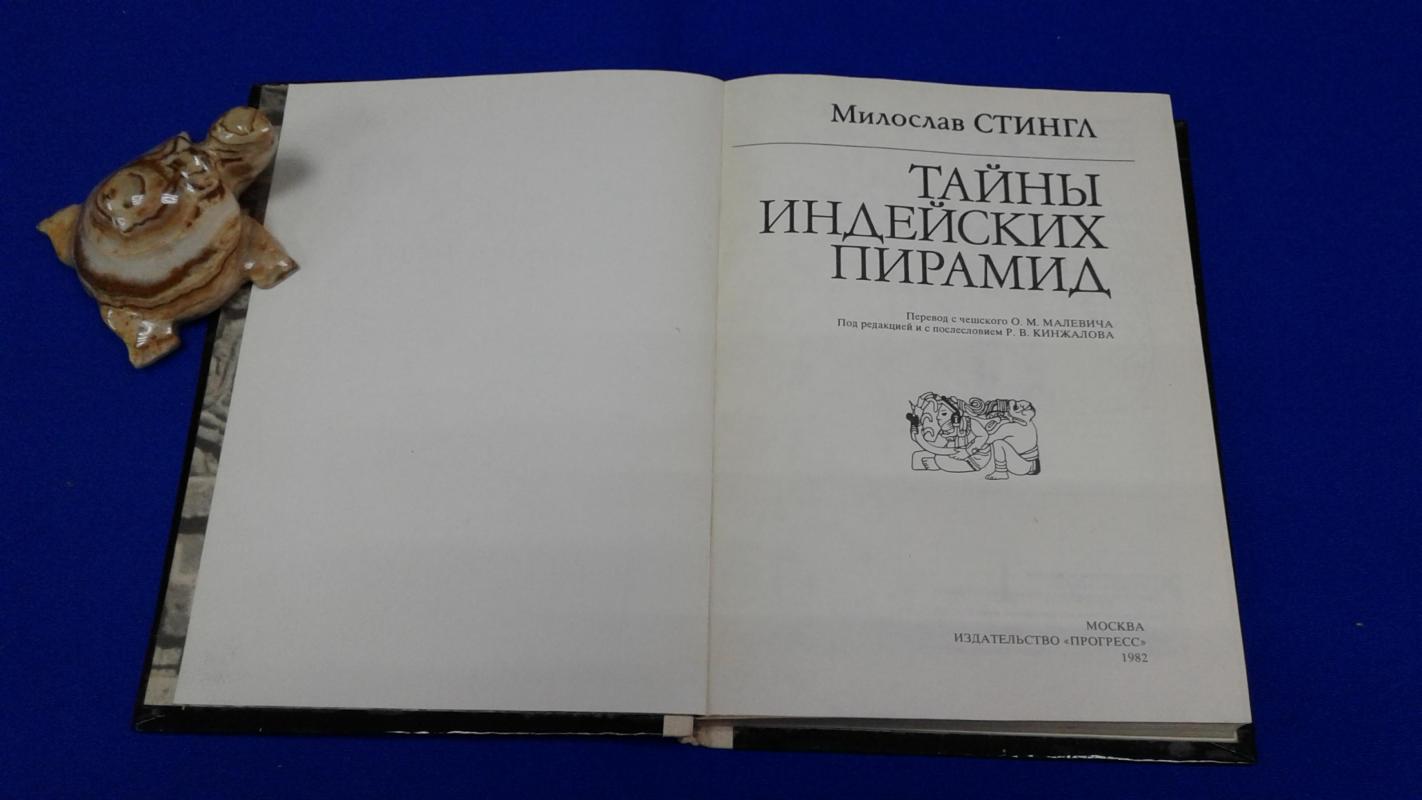 Милослав СТИНГЛ
ТАЙНЫ
ИНДЕЙСКИХ
ПИРАМИД
Перевод с чешского О. М. МАЛЕВИЧА
Под редакцией и с послесловием Р. В. КИНЖАЛОВА
МОСКВА
ИЗДАТЕЛЬСТВО «ПРОГРЕСС»
1982